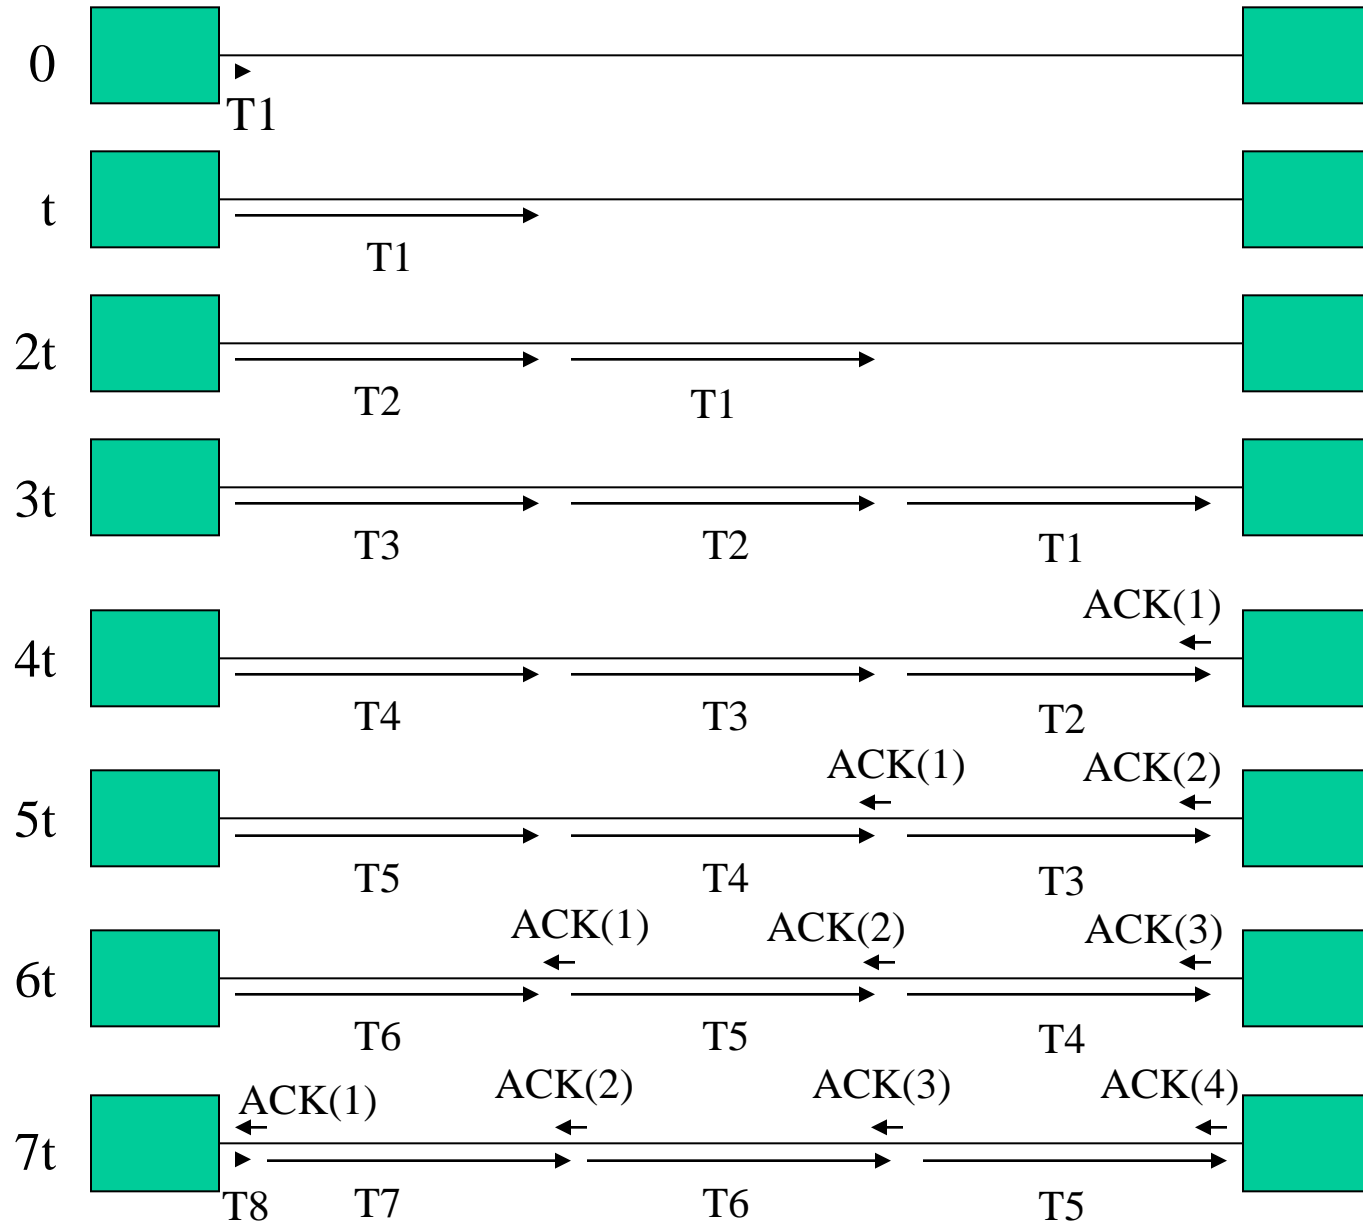 0
T1
t
T1
2t
T2 T1
3t
T3 T2 T1
ACK(1)
4t
T4 T3 T2
ACK(1) ACK(2)
5t
T5 T4 T3
ACK(1) ACK(2) ACK(3)
6t
T6 T5 T4
ACK(1) ACK(2) ACK(3) ACK(4)
7t
T8 T7 T6 T5